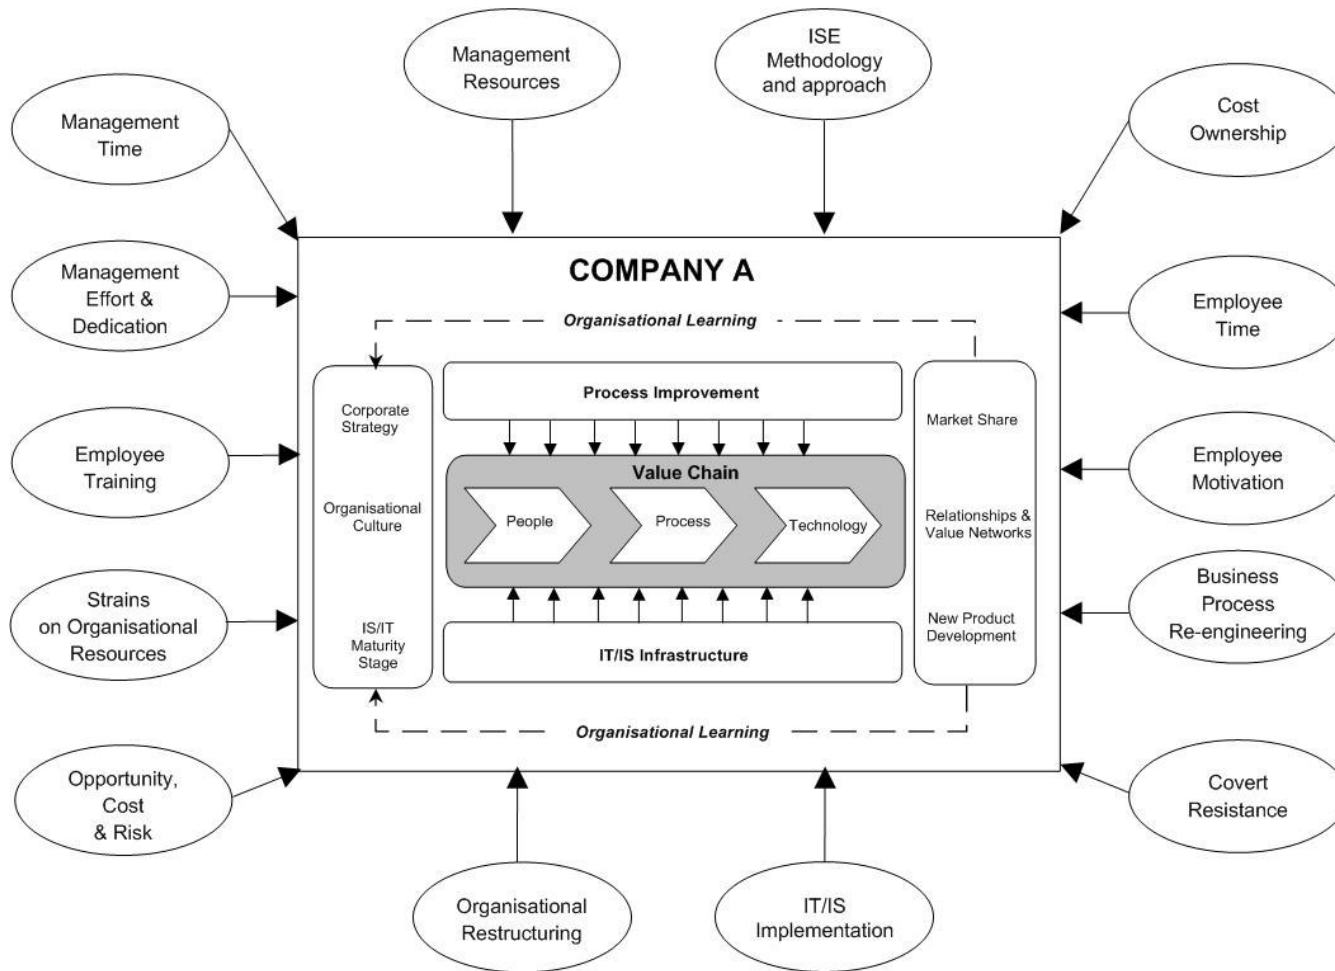 Management
Resources
ISE
Methodology
and approach
Management
Time
Cost
Ownership
Management
Effort &
Dedication
Employee
Time
Employee
Training
Employee
Motivation
Strains
on Organisational
Resources
Business
Process
Re-engineering
Opportunity,
Cost
& Risk
Covert
Resistance
Organisational
Restructuring
IT/IS
Implementation
COMPANY A
Organisational Learning
Corporate
Strategy
Organisational
Culture
IS/IT
Maturity
Stage
Process Improvement
Value Chain
People
Process
Technology
IT/IS Infrastructure
Market Share
Relationships &
Value Networks
New Product
Development
Organisational Learning